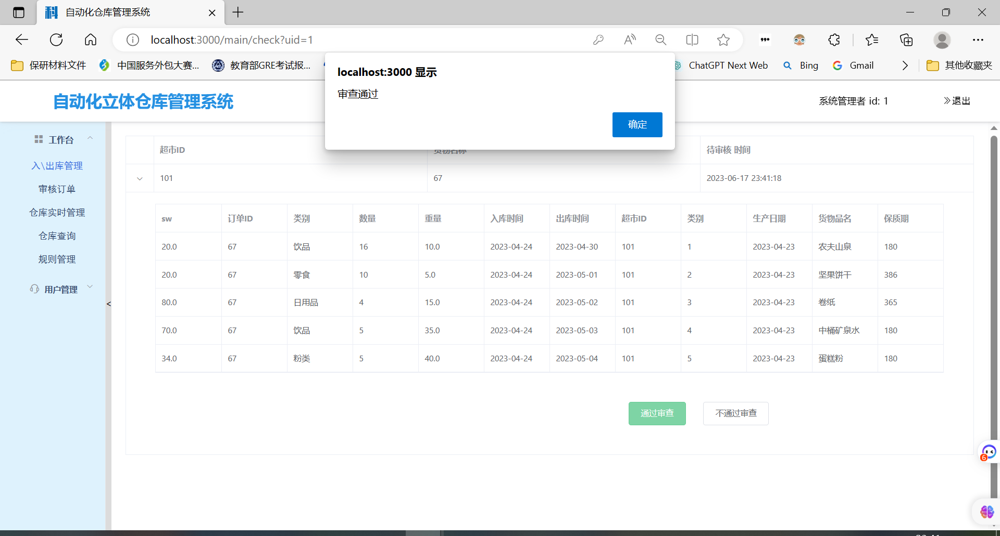 自动化仓库管理系统
localhost:3000/main/check?uid=1
保研材料文件
中国服务外包大赛...
教育部GRE考试报...
ChatGPT Next Web
Bing
Gmail
其他收藏夹
localhost:3000 显示
审查通过
确定
自动化立体仓库管理系统
系统管理者 id: 1
退出
工作台
入\出库管理
审核订单
仓库实时管理
仓库查询
规则管理
用户管理
<
超市ID 货物名称 待审核 时间
101 67 2023-06-17 23:41:18
sw 订单ID 类别 数量 重量 入库时间 出库时间 超市ID 类别 生产日期 货物品名 保质期
20.0 67 饮品 16 10.0 2023-04-24 2023-04-30 101 1 2023-04-23 农夫山泉 180
20.0 67 零食 10 5.0 2023-04-24 2023-05-01 101 2 2023-04-23 坚果饼干 386
80.0 67 日用品 4 15.0 2023-04-24 2023-05-02 101 3 2023-04-23 卷纸 365
70.0 67 饮品 5 35.0 2023-04-24 2023-05-03 101 4 2023-04-23 中桶矿泉水 180
34.0 67 粉类 5 40.0 2023-04-24 2023-05-04 101 5 2023-04-23 蛋糕粉 180
通过审查 不通过审查
6